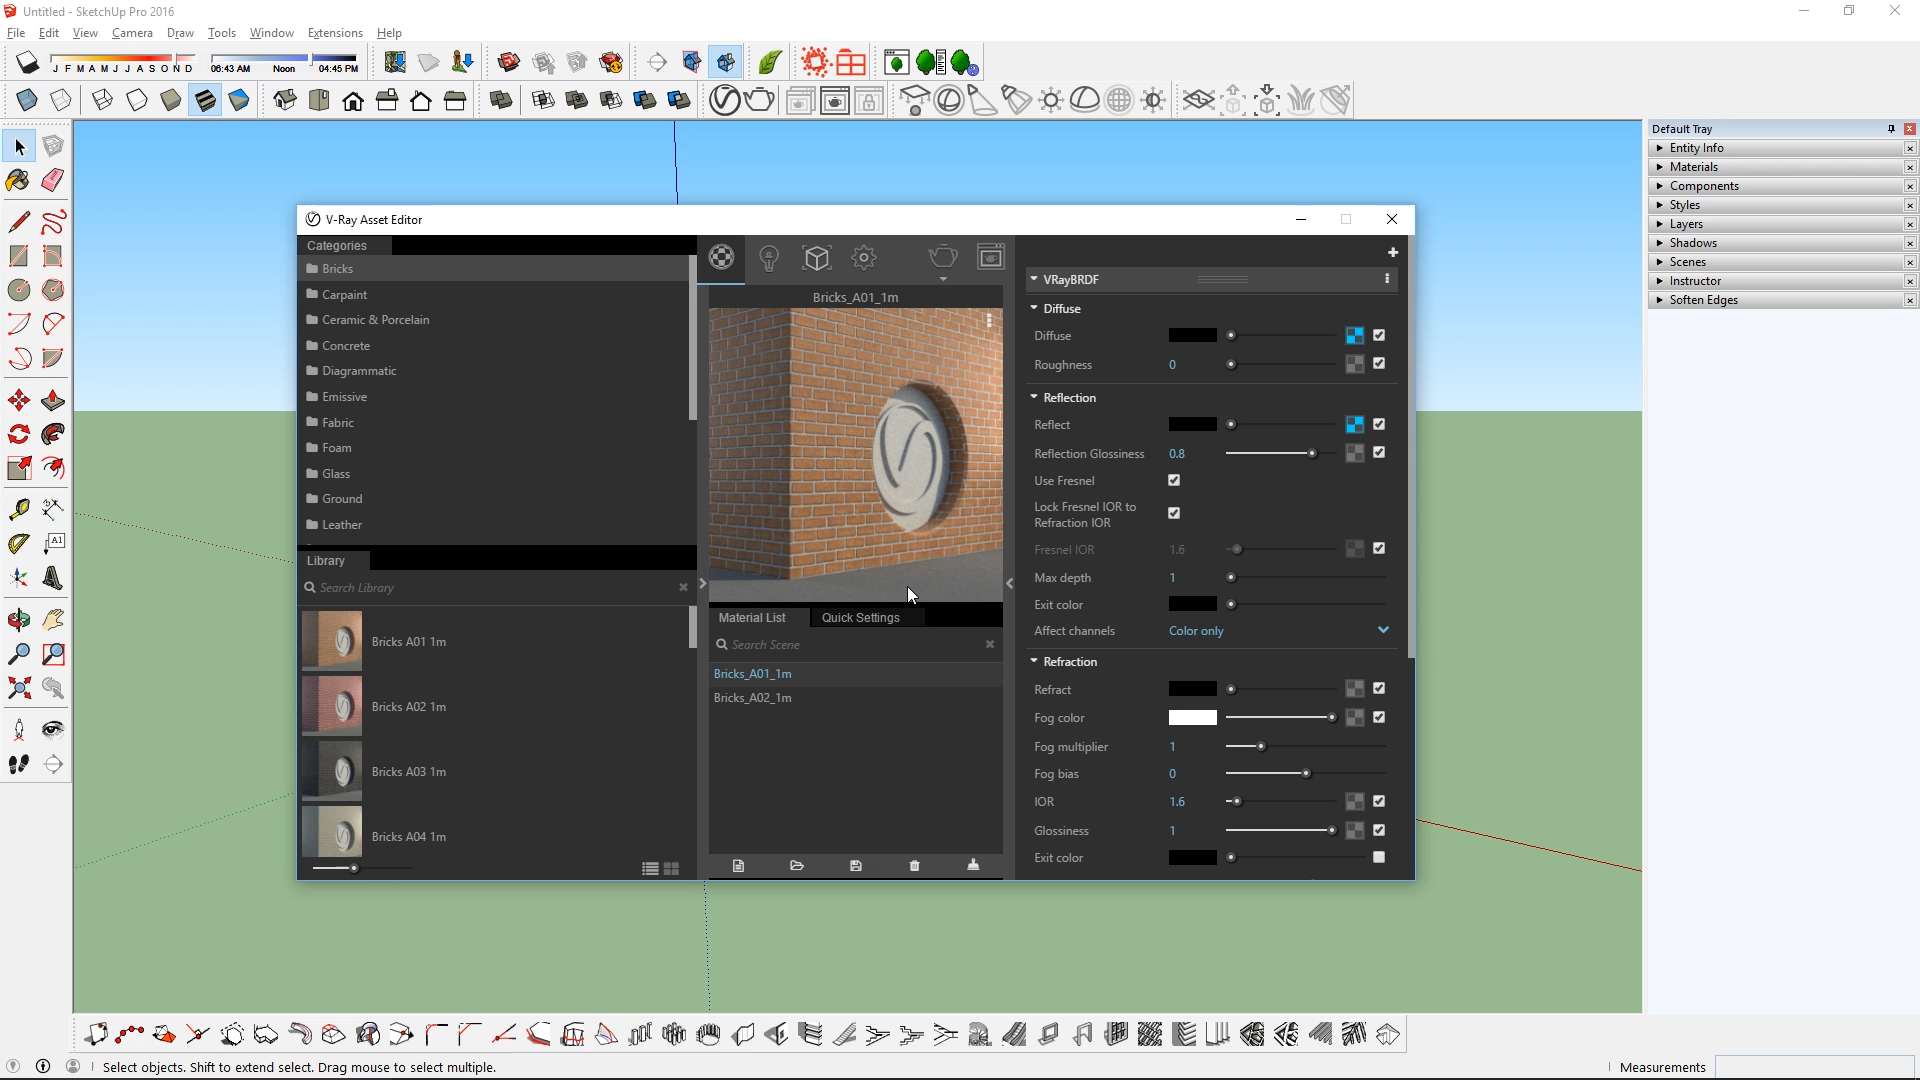 Untitled - SketchUp Pro 2016
File Edit View Camera Draw Tools Window Extensions Help
J F M A M J J A S O N D 06:43 AM Noon 04:45 PM
Default Tray
Entity Info
Materials
Components
Styles
Layers
Shadows
Scenes
Instructor
Soften Edges
V-Ray Asset Editor
Categories
Bricks
Carpaint
Ceramic & Porcelain
Concrete
Diagrammatic
Emissive
Fabric
Foam
Glass
Ground
Leather
Library
Search Library
Bricks A01 1m
Bricks A02 1m
Bricks A03 1m
Bricks A04 1m
Bricks_A01_1m
Material List Quick Settings
Search Scene
Bricks_A01_1m
Bricks_A02_1m
VRayBRDF
Diffuse
Diffuse
Roughness 0
Reflection
Reflect
Reflection Glossiness 0.8
Use Fresnel
Lock Fresnel IOR to
Refraction IOR
Fresnel IOR 1.6
Max depth 1
Exit color
Affect channels Color only
Refraction
Refract
Fog color
Fog multiplier 1
Fog bias 0
IOR 1.6
Glossiness 1
Exit color
A1
Select objects. Shift to extend select. Drag mouse to select multiple.
Measurements